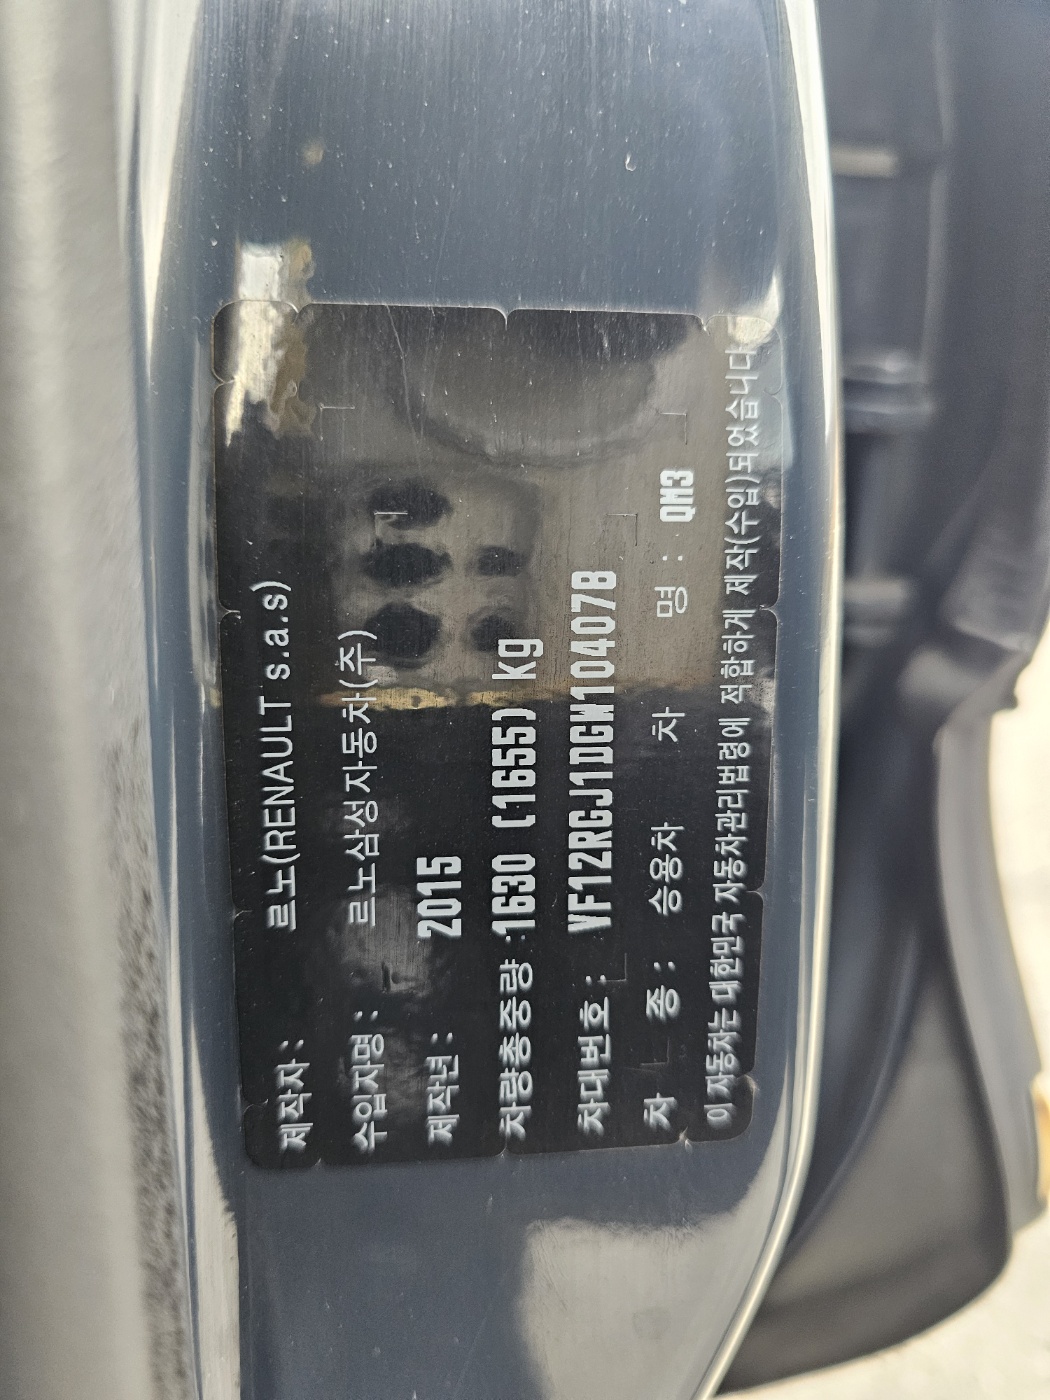 제작자 : 르노(RENAULT s.a.s)
수입자명 : 르노삼성자동차(주)
제작년 : 2015
차량총중량 : 1630 (1655) kg
차대번호 : VF12RGJ1DGW104078
차 종 : 승용차 차 명 : QM3
이 자동차는 대한민국 자동차관리법령에 적합하게 제작(수입)되었습니다